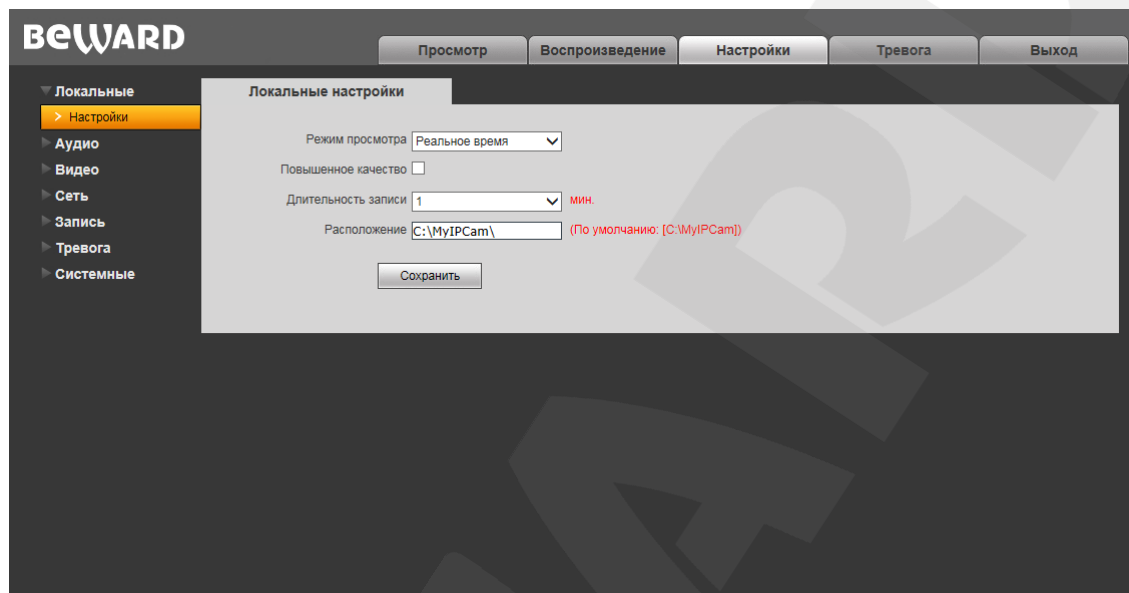 BEWARD
Просмотр Воспроизведение Настройки Тревога Выход
Локальные
> Настройки
Аудио
Видео
Сеть
Запись
Тревога
Системные
Локальные настройки
Режим просмотра Реальное время
Повышенное качество
Длительность записи 1 мин.
Расположение C:\MyIPCam\ (По умолчанию: [C:\MyIPCam])
Сохранить